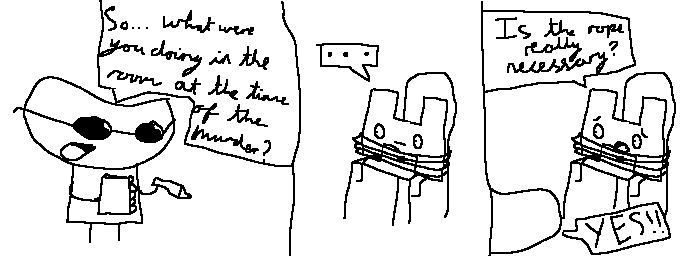 So... What were
you doing in the
room at the time
of the
murder?
...
Is the rope
really
necessary?
YES!!